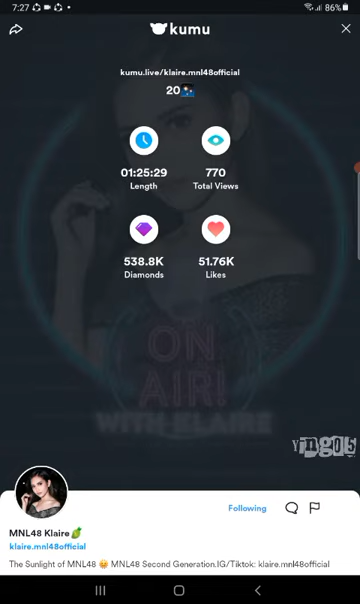 7:27
86%
kumu
kumu.live/klaire.mnl48official
20
01:25:29
Length
770
Total Views
538.8K
Diamonds
51.76K
Likes
ON
AIR!
WITH KLAIRE
Following
MNL48 Klaire
klaire.mnl48official
The Sunlight of MNL48 🌞 MNL48 Second Generation.IG/Tiktok: klaire.mnl48official